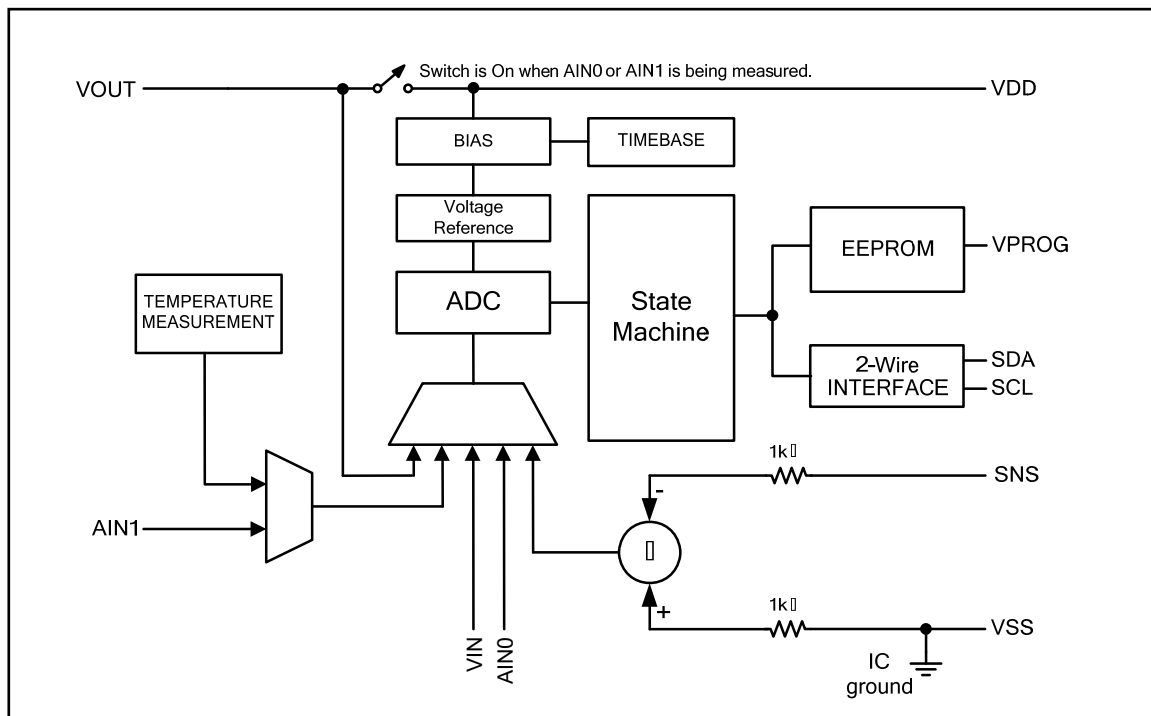 Switch is On when AIN0 or AIN1 is being measured.
VOUT
VDD
BIAS
TIMEBASE
Voltage
Reference
EEPROM
VPROG
TEMPERATURE
MEASUREMENT
ADC
State
Machine
2-Wire
INTERFACE
SDA
SCL
1k▯
SNS
-
AIN1
▯
1k▯
+
VSS
VIN
AIN0
IC
ground